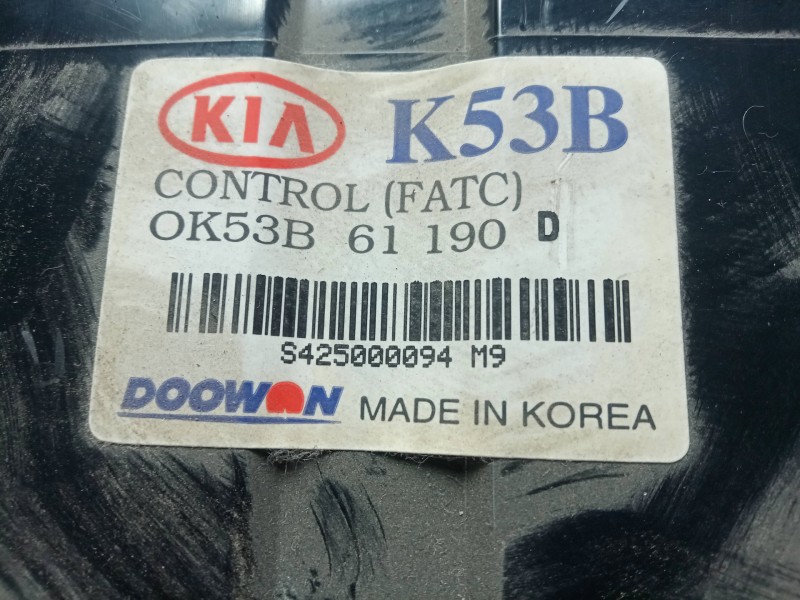 KIA K53B
CONTROL (FATC)
OK53B 61 190 D
S425000094 M9
DOOWON MADE IN KOREA